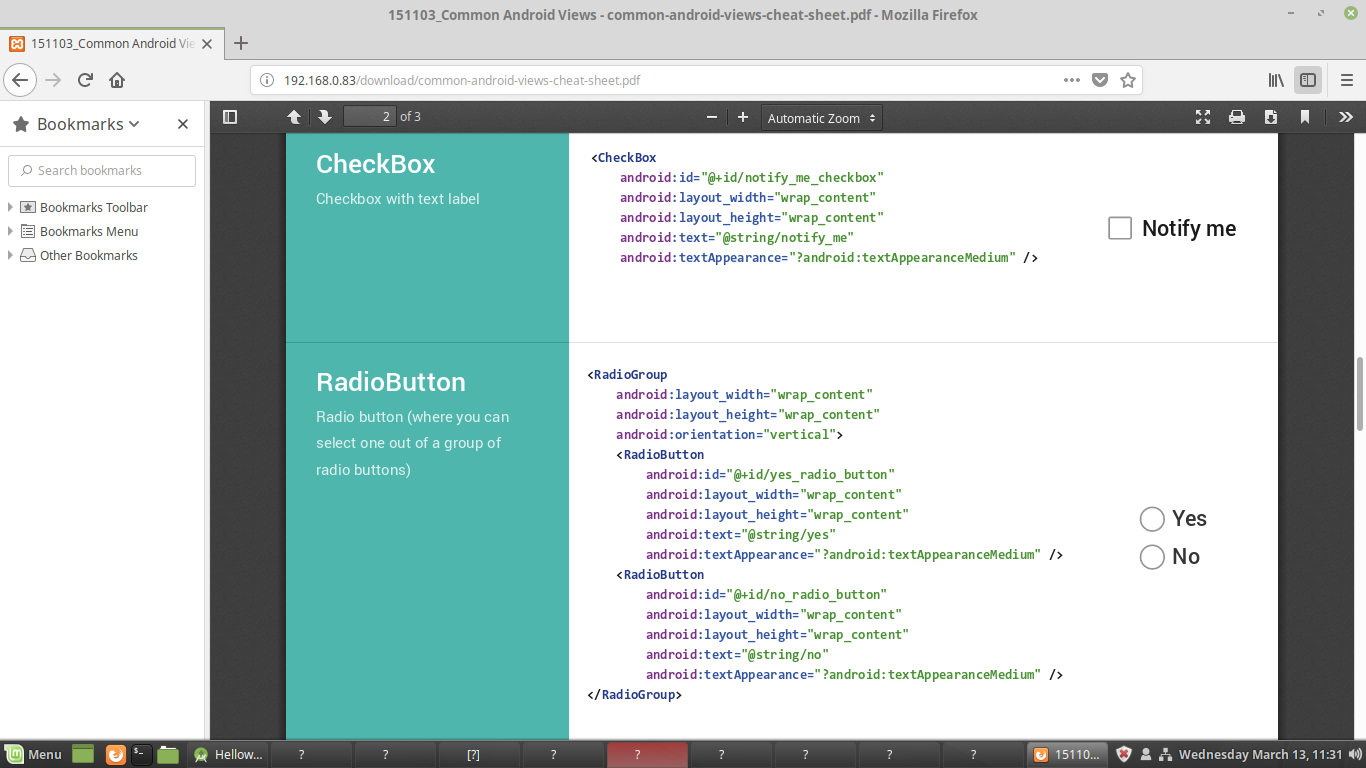 151103_Common Android Views - common-android-views-cheat-sheet.pdf - Mozilla Firefox
151103_Common Android Vie
192.168.0.83/download/common-android-views-cheat-sheet.pdf
Bookmarks
2 of 3
Automatic Zoom
Search bookmarks
Bookmarks Toolbar
Bookmarks Menu
Other Bookmarks
CheckBox
Checkbox with text label
<CheckBox
android:id="@+id/notify_me_checkbox"
android:layout_width="wrap_content"
android:layout_height="wrap_content"
android:text="@string/notify_me"
android:textAppearance="?android:textAppearanceMedium" />
Notify me
RadioButton
Radio button (where you can
select one out of a group of
radio buttons)
<RadioGroup
android:layout_width="wrap_content"
android:layout_height="wrap_content"
android:orientation="vertical">
<RadioButton
android:id="@+id/yes_radio_button"
android:layout_width="wrap_content"
android:layout_height="wrap_content"
android:text="@string/yes"
android:textAppearance="?android:textAppearanceMedium" />
<RadioButton
android:id="@+id/no_radio_button"
android:layout_width="wrap_content"
android:layout_height="wrap_content"
android:text="@string/no"
android:textAppearance="?android:textAppearanceMedium" />
</RadioGroup>
Yes
No
Menu
Hellow...
?
?
[?]
?
?
?
?
?
?
15110...
Wednesday March 13, 11:31